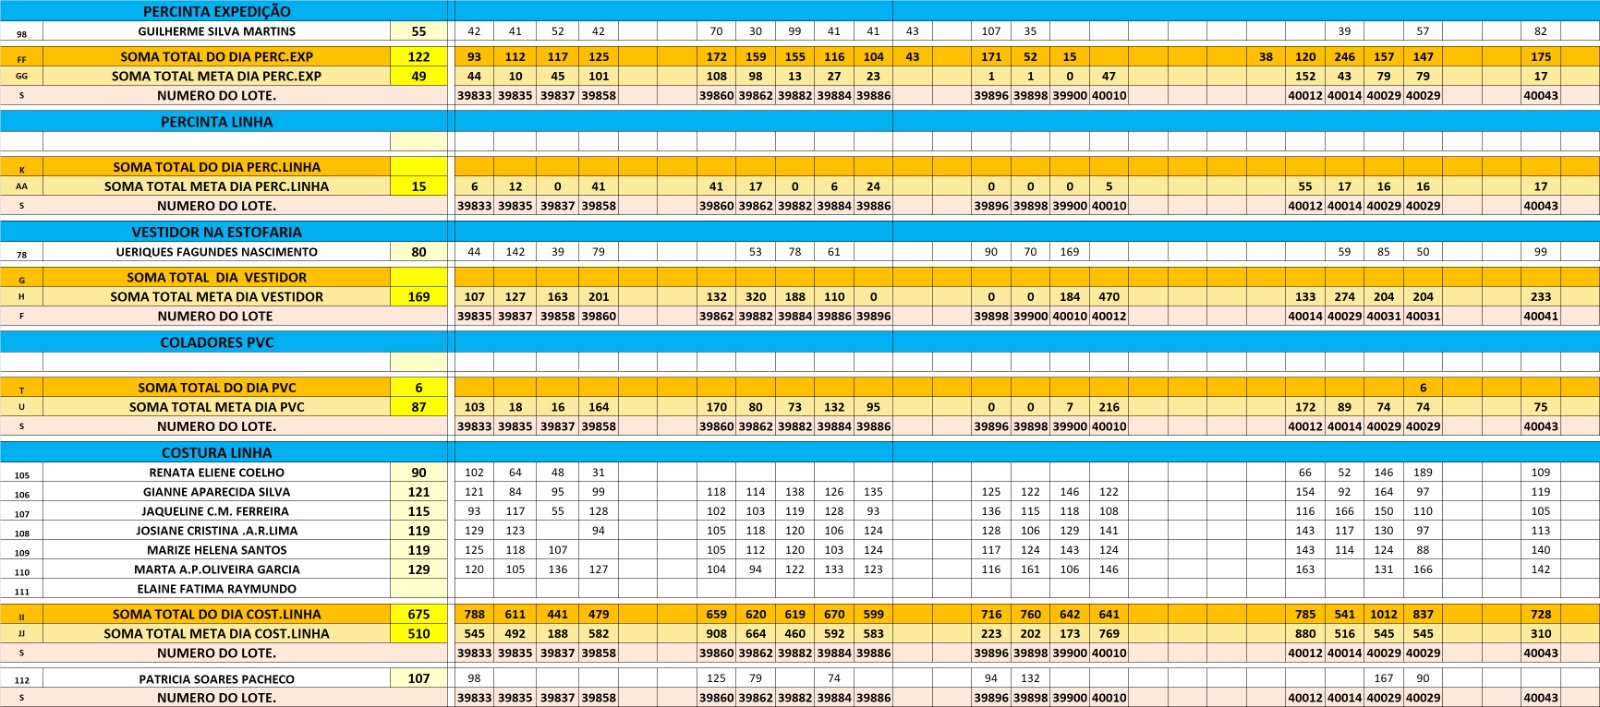 PERCINTA EXPEDIÇÃO
98 GUILHERME SILVA MARTINS 55 42 41 52 42 70 30 99 41 41 43 107 35 39 57 82
FF SOMA TOTAL DO DIA PERC.EXP 122 93 112 117 125 172 159 155 116 104 43 171 52 15 38 120 246 157 147 175
GG SOMA TOTAL META DIA PERC.EXP 49 44 10 45 101 108 98 13 27 23 1 1 0 47 152 43 79 79 17
S NUMERO DO LOTE. 39833 39835 39837 39858 39860 39862 39882 39884 39886 39896 39898 39900 40010 40012 40014 40029 40029 40043
PERCINTA LINHA
K SOMA TOTAL DO DIA PERC.LINHA
AA SOMA TOTAL META DIA PERC.LINHA 15 6 12 0 41 41 17 0 6 24 0 0 0 5 55 17 16 16 17
S NUMERO DO LOTE. 39833 39835 39837 39858 39860 39862 39882 39884 39886 39896 39898 39900 40010 40012 40014 40029 40029 40043
VESTIDOR NA ESTOFARIA
78 UERIQUES FAGUNDES NASCIMENTO 80 44 142 39 79 53 78 61 90 70 169 59 85 50 99
G SOMA TOTAL DIA VESTIDOR
H SOMA TOTAL META DIA VESTIDOR 169 107 127 163 201 132 320 188 110 0 0 0 184 470 133 274 204 204 233
F NUMERO DO LOTE 39835 39837 39858 39860 39862 39882 39884 39886 39896 39898 39900 40010 40012 40014 40029 40031 40031 40041
COLADORES PVC
T SOMA TOTAL DO DIA PVC 6 6
U SOMA TOTAL META DIA PVC 87 103 18 16 164 170 80 73 132 95 0 0 7 216 172 89 74 74 75
S NUMERO DO LOTE. 39833 39835 39837 39858 39860 39862 39882 39884 39886 39896 39898 39900 40010 40012 40014 40029 40029 40043
COSTURA LINHA
105 RENATA ELIENE COELHO 90 102 64 48 31 66 52 146 189 109
106 GIANNE APARECIDA SILVA 121 121 84 95 99 118 114 138 126 135 125 122 146 122 154 92 164 97 119
107 JAQUELINE C.M. FERREIRA 115 93 117 55 128 102 103 119 128 93 136 115 118 108 116 166 150 110 105
108 JOSIANE CRISTINA .A.R.LIMA 119 129 123 94 105 118 120 106 124 128 106 129 141 143 117 130 97 113
109 MARIZE HELENA SANTOS 119 125 118 107 105 112 120 103 124 117 124 143 124 143 114 124 88 140
110 MARTA A.P.OLIVEIRA GARCIA 129 120 105 136 127 104 94 122 133 123 116 161 106 146 163 131 166 142
111 ELAINE FATIMA RAYMUNDO
II SOMA TOTAL DO DIA COST.LINHA 675 788 611 441 479 659 620 619 670 599 716 760 642 641 785 541 1012 837 728
JJ SOMA TOTAL META DIA COST.LINHA 510 545 492 188 582 908 664 460 592 583 223 202 173 769 880 516 545 545 310
S NUMERO DO LOTE. 39833 39835 39837 39858 39860 39862 39882 39884 39886 39896 39898 39900 40010 40012 40014 40029 40029 40043
112 PATRICIA SOARES PACHECO 107 98 125 79 74 94 132 167 90
S NUMERO DO LOTE. 39833 39835 39837 39858 39860 39862 39882 39884 39886 39896 39898 39900 40010 40012 40014 40029 40029 40043